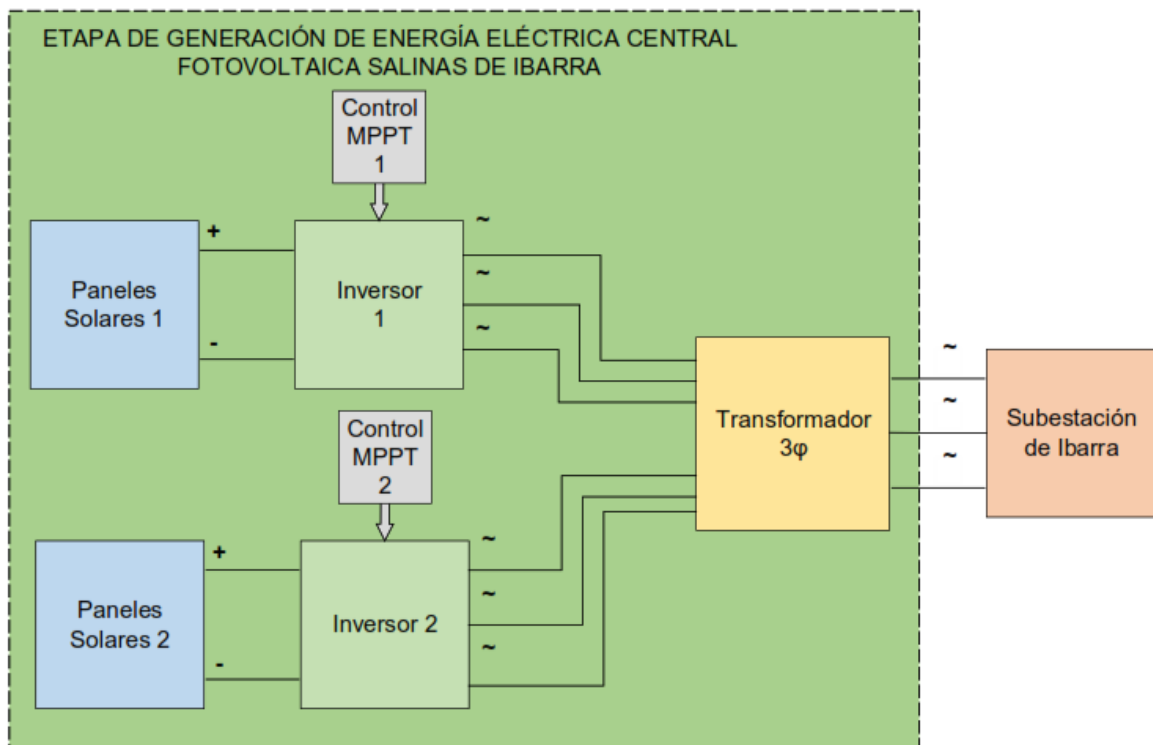 ETAPA DE GENERACIÓN DE ENERGÍA ELÉCTRICA CENTRAL
FOTOVOLTAICA SALINAS DE IBARRA
Control
MPPT
1
+
-
Paneles
Solares 1
Inversor
1
~
~
~
Control
MPPT
2
+
-
Paneles
Solares 2
Inversor 2
~
~
~
Transformador
3φ
~
~
~
Subestación
de Ibarra